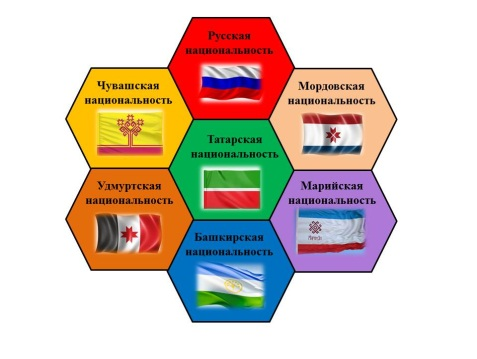 Русская
национальность
Чувашская
национальность
Мордовская
национальность
Татарская
национальность
Удмуртская
национальность
Марийская
национальность
Башкирская
национальность